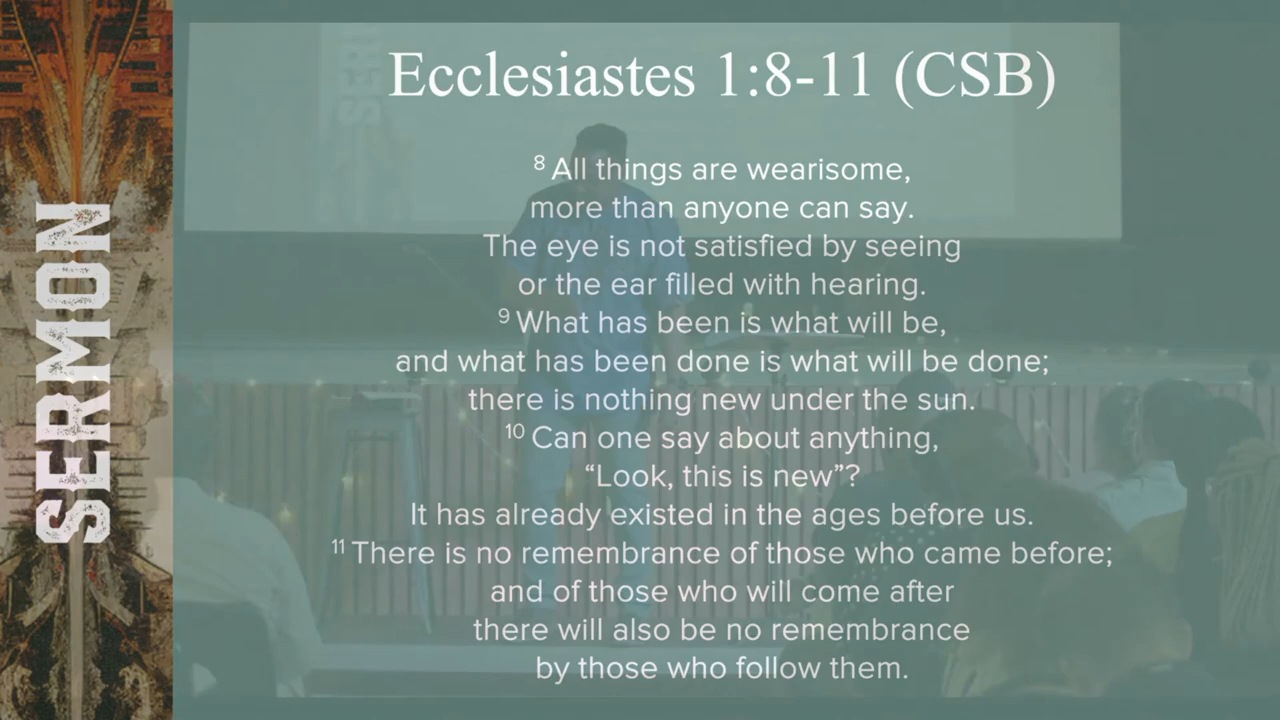 SERMON
Ecclesiastes 1:8-11 (CSB)
8 All things are wearisome,
more than anyone can say.
The eye is not satisfied by seeing
or the ear filled with hearing.
9 What has been is what will be,
and what has been done is what will be done;
there is nothing new under the sun.
10 Can one say about anything,
“Look, this is new”?
It has already existed in the ages before us.
11 There is no remembrance of those who came before;
and of those who will come after
there will also be no remembrance
by those who follow them.